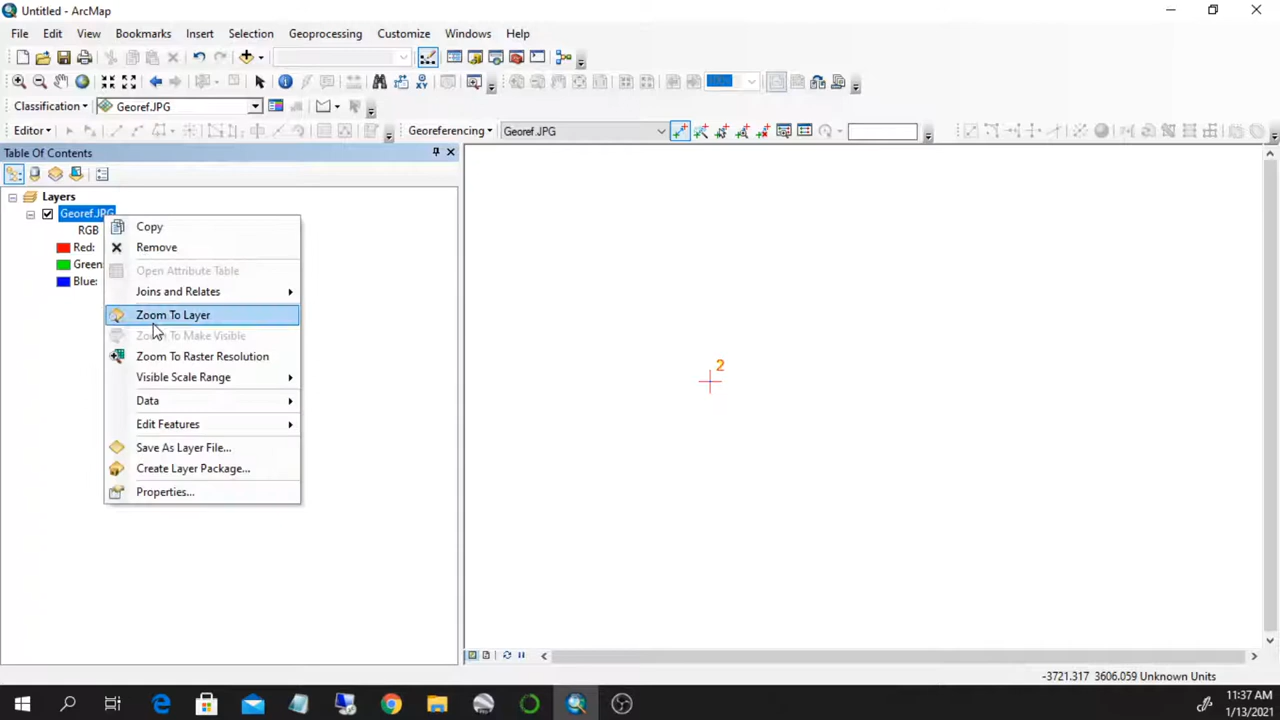 Untitled - ArcMap
File Edit View Bookmarks Insert Selection Geoprocessing Customize Windows Help
Classification Georef.JPG
Editor Georeferencing Georef.JPG
Table Of Contents
Layers
Georef.JPG
RGB
Red:
Green:
Blue:
Copy
Remove
Open Attribute Table
Joins and Relates
Zoom To Layer
Zoom To Make Visible
Zoom To Raster Resolution
Visible Scale Range
Data
Edit Features
Save As Layer File...
Create Layer Package...
Properties...
2
-3721.317 3606.059 Unknown Units
11:37 AM
1/13/2021